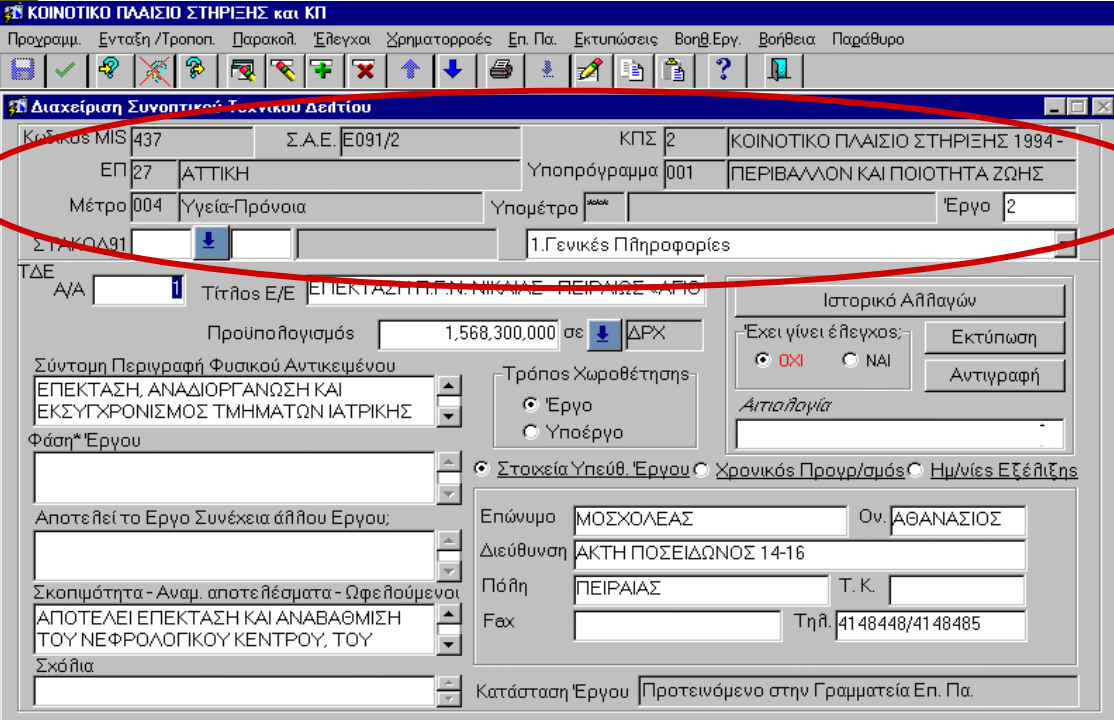 ΚΟΙΝΟΤΙΚΟ ΠΛΑΙΣΙΟ ΣΤΗΡΙΞΗΣ και ΚΠ
Προγραμμ. Ενταξη /Τροποπ. Παρακολ. Έλεγχοι Χρηματορροές Επ. Πα. Εκτυπώσεις Βοηθ.Εργ. Βοήθεια Παράθυρο
Διαχείριση Συνοπτικού Τεχνικού Δελτίου
Κωδικός MIS 437 Σ.Α.Ε. Ε091/2 ΚΠΣ 2 ΚΟΙΝΟΤΙΚΟ ΠΛΑΙΣΙΟ ΣΤΗΡΙΞΗΣ 1994 -
ΕΠ 27 ΑΤΤΙΚΗ Υποπρόγραμμα 001 ΠΕΡΙΒΑΛΛΟΝ ΚΑΙ ΠΟΙΟΤΗΤΑ ΖΩΗΣ
Μέτρο 004 Υγεία-Πρόνοια Υπομέτρο **** Έργο 2
ΣΤΑΚΟΔ91 1.Γενικές Πληροφορίες
ΤΔΕ
Α/Α 1 Τίτλος Ε/Ε ΕΠΕΚΤΑΣΗ Π.Γ.Ν. ΝΙΚΑΙΑΣ - ΠΕΙΡΑΙΩΣ «ΑΓΙΟ
Ιστορικό Αλλαγών
Προϋπολογισμός 1,568,300,000 σε ΔΡΧ
Έχει γίνει έλεγχος;
ΟΧΙ ΝΑΙ
Εκτύπωση
Αντιγραφή
Αιτιολογία
Σύντομη Περιγραφή Φυσικού Αντικειμένου
ΕΠΕΚΤΑΣΗ, ΑΝΑΔΙΟΡΓΑΝΩΣΗ ΚΑΙ
ΕΚΣΥΓΧΡΟΝΙΣΜΟΣ ΤΜΗΜΑΤΩΝ ΙΑΤΡΙΚΗΣ
Τρόπος Χωροθέτησης
Έργο
Υποέργο
Φάση* Έργου
Στοιχεία Υπεύθ. Έργου Χρονικός Προγρ/σμός Ημ/νίες Εξέλιξης
Αποτελεί το Εργο Συνέχεια άλλου Εργου;
Επώνυμο ΜΟΣΧΟΛΕΑΣ Ον. ΑΘΑΝΑΣΙΟΣ
Διεύθυνση ΑΚΤΗ ΠΟΣΕΙΔΩΝΟΣ 14-16
Πόλη ΠΕΙΡΑΙΑΣ Τ. Κ.
Fax Τηλ. 4148448/4148485
Σκοπιμότητα - Αναμ. αποτελέσματα - Ωφελούμενοι
ΑΠΟΤΕΛΕΙ ΕΠΕΚΤΑΣΗ ΚΑΙ ΑΝΑΒΑΘΜΙΣΗ
ΤΟΥ ΝΕΦΡΟΛΟΓΙΚΟΥ ΚΕΝΤΡΟΥ, ΤΟΥ
Σχόλια
Κατάσταση Έργου Προτεινόμενο στην Γραμματεία Επ. Πα.